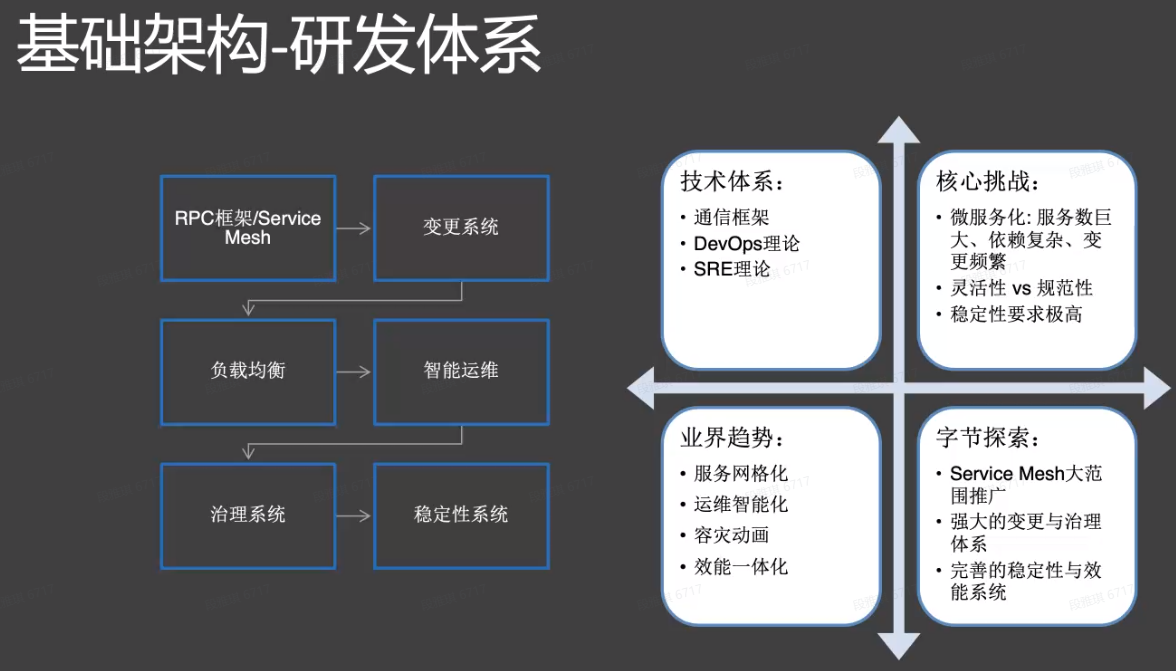 基础架构-研发体系
RPC框架/Service
Mesh
变更系统
负载均衡
智能运维
治理系统
稳定性系统
技术体系：
• 通信框架
• DevOps理论
• SRE理论
核心挑战：
• 微服务化: 服务数巨
大、依赖复杂、变
更频繁
• 灵活性 vs 规范性
• 稳定性要求极高
业界趋势：
• 服务网格化
• 运维智能化
• 容灾动画
• 效能一体化
字节探索：
• Service Mesh大范
围推广
• 强大的变更与治理
体系
• 完善的稳定性与效
能系统